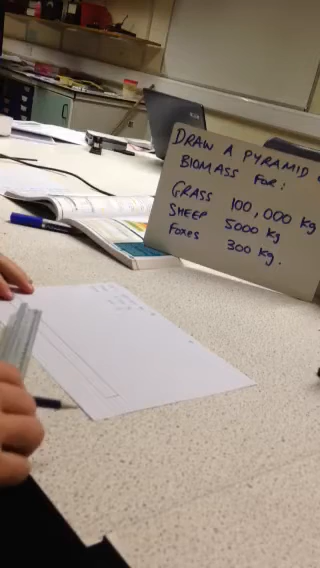 DRAW A PYRAMID
BIOMASS FOR:
GRASS 100,000 kg
SHEEP 5000 kg
FOXES 300 kg.